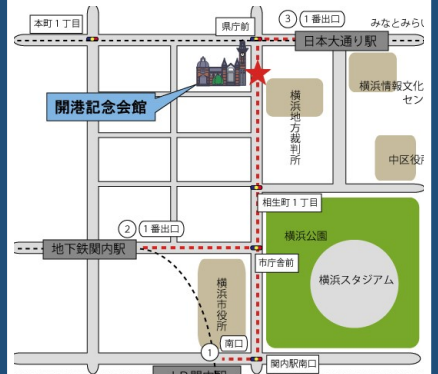 本町1丁目
県庁前
③ 1番出口
みなとみらい
日本大通り駅
開港記念会館
横浜地方裁判所
横浜情報文化
セン
中区役所
相生町1丁目
② 1番出口
地下鉄関内駅
横浜公園
市庁舎前
横浜スタジアム
横浜市役所
① 南口
関内駅南口